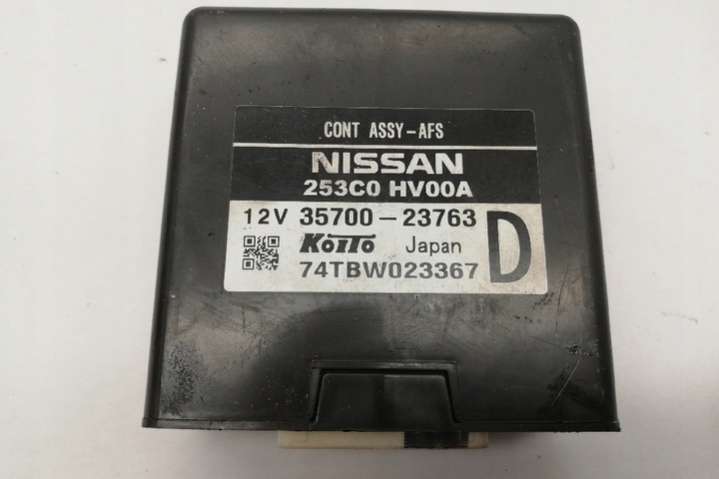 CONT ASSY-AFS
NISSAN
253C0 HV00A
12V 35700-23763
KOITO Japan D
74TBW023367